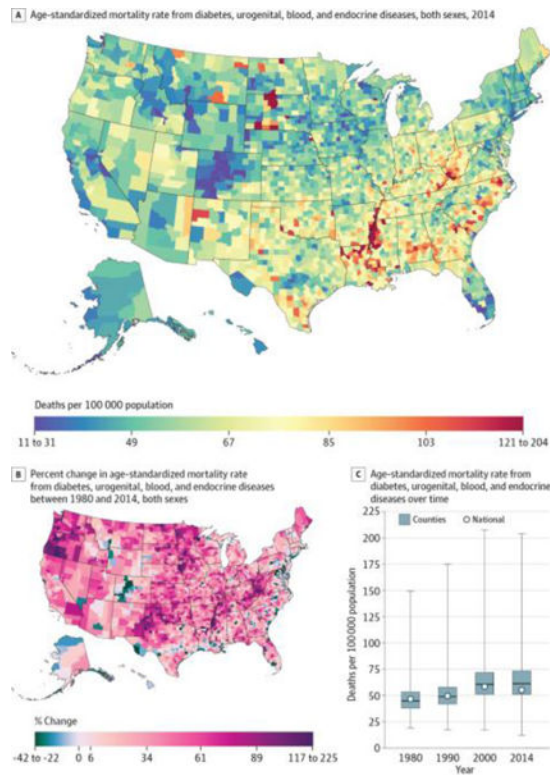 A Age-standardized mortality rate from diabetes, urogenital, blood, and endocrine diseases, both sexes, 2014
Deaths per 100 000 population
11 to 31 49 67 85 103 121 to 204
B Percent change in age-standardized mortality rate
from diabetes, urogenital, blood, and endocrine diseases
between 1980 and 2014, both sexes
% Change
-42 to -22 0 6 34 61 89 117 to 225
C Age-standardized mortality rate from
diabetes, urogenital, blood, and endocrine
diseases over time
225
Counties National
200
175
150
125
100
75
50
25
0
Deaths per 100 000 population
1980 1990 2000 2014
Year